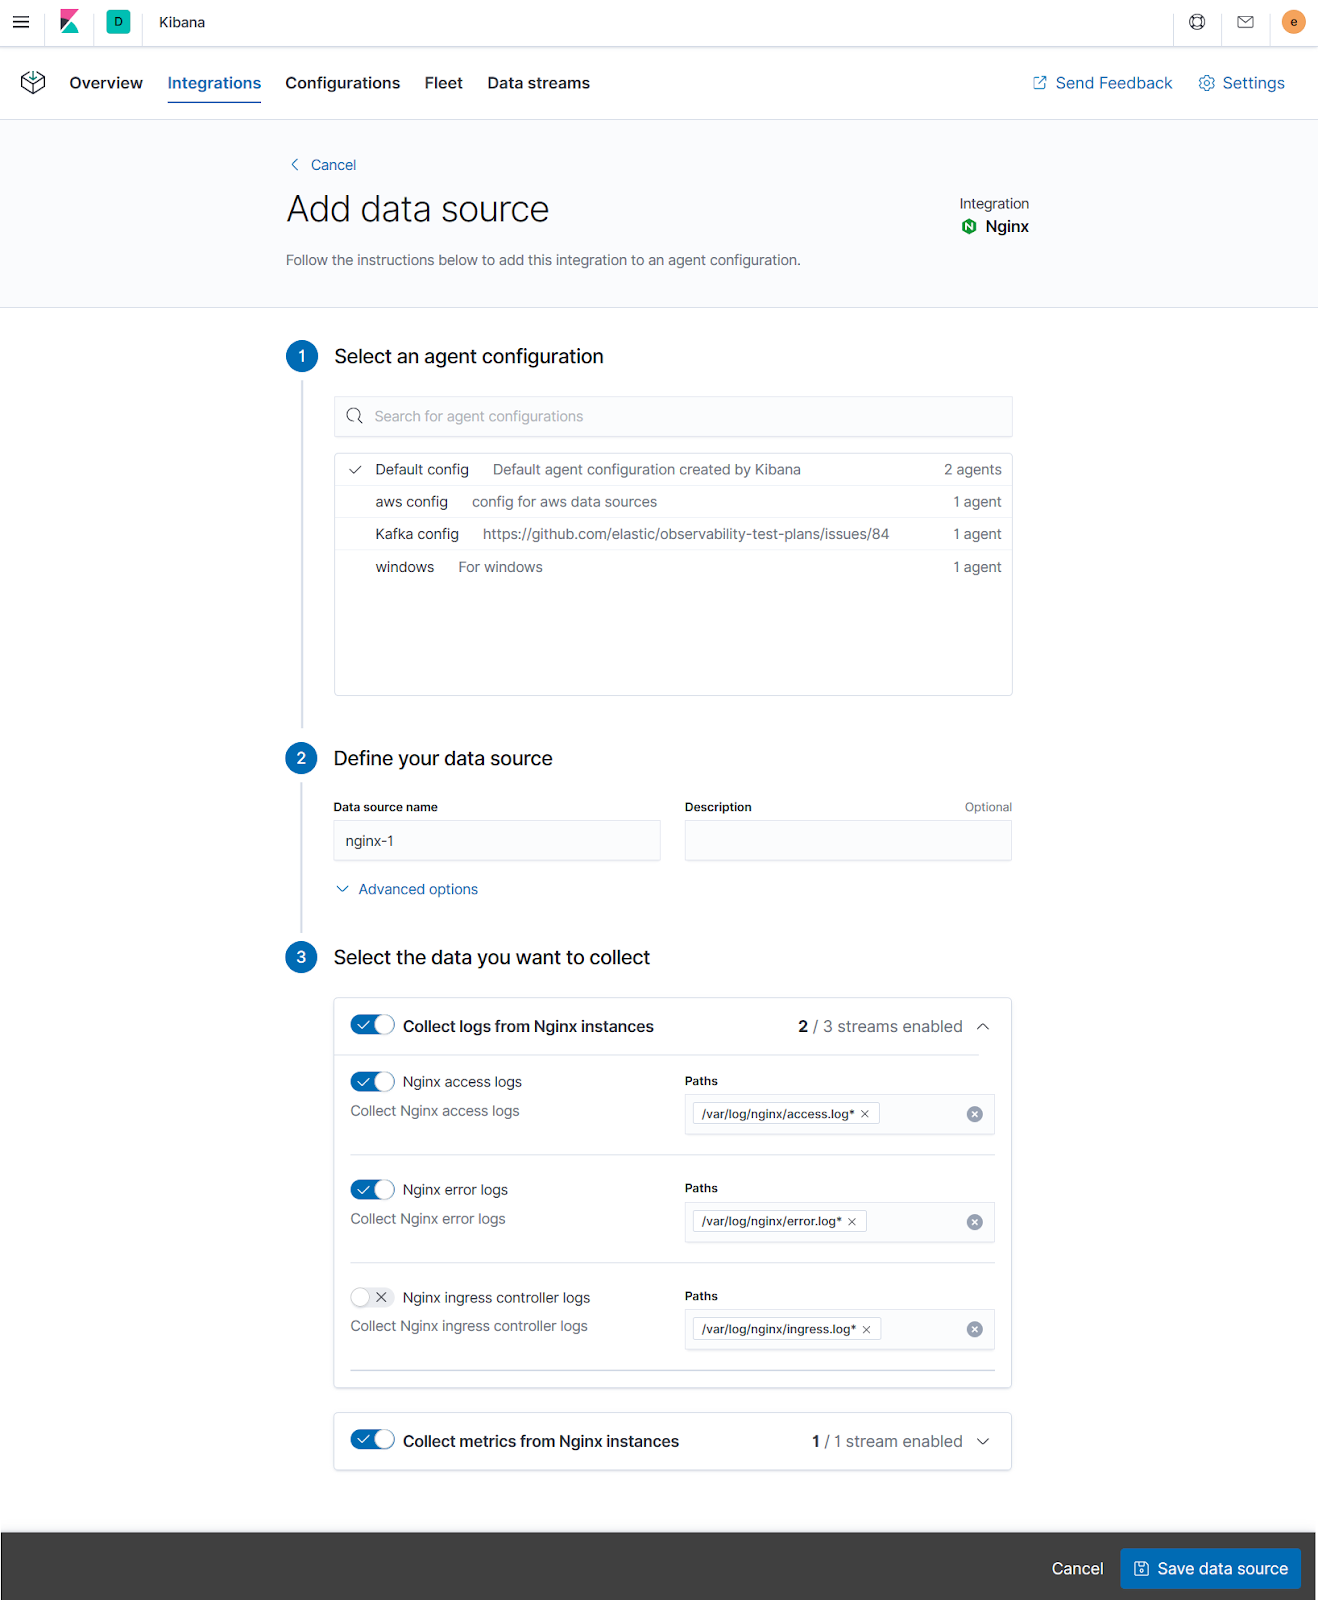 D Kibana e
Overview Integrations Configurations Fleet Data streams Send Feedback Settings
Cancel
Add data source
Integration
Nginx
Follow the instructions below to add this integration to an agent configuration.
1 Select an agent configuration
Search for agent configurations
Default config Default agent configuration created by Kibana 2 agents
aws config config for aws data sources 1 agent
Kafka config https://github.com/elastic/observability-test-plans/issues/84 1 agent
windows For windows 1 agent
2 Define your data source
Data source name Description Optional
nginx-1
Advanced options
3 Select the data you want to collect
Collect logs from Nginx instances 2 / 3 streams enabled
Nginx access logs Paths
Collect Nginx access logs /var/log/nginx/access.log*
Nginx error logs Paths
Collect Nginx error logs /var/log/nginx/error.log*
Nginx ingress controller logs Paths
Collect Nginx ingress controller logs /var/log/nginx/ingress.log*
Collect metrics from Nginx instances 1 / 1 stream enabled
Cancel Save data source